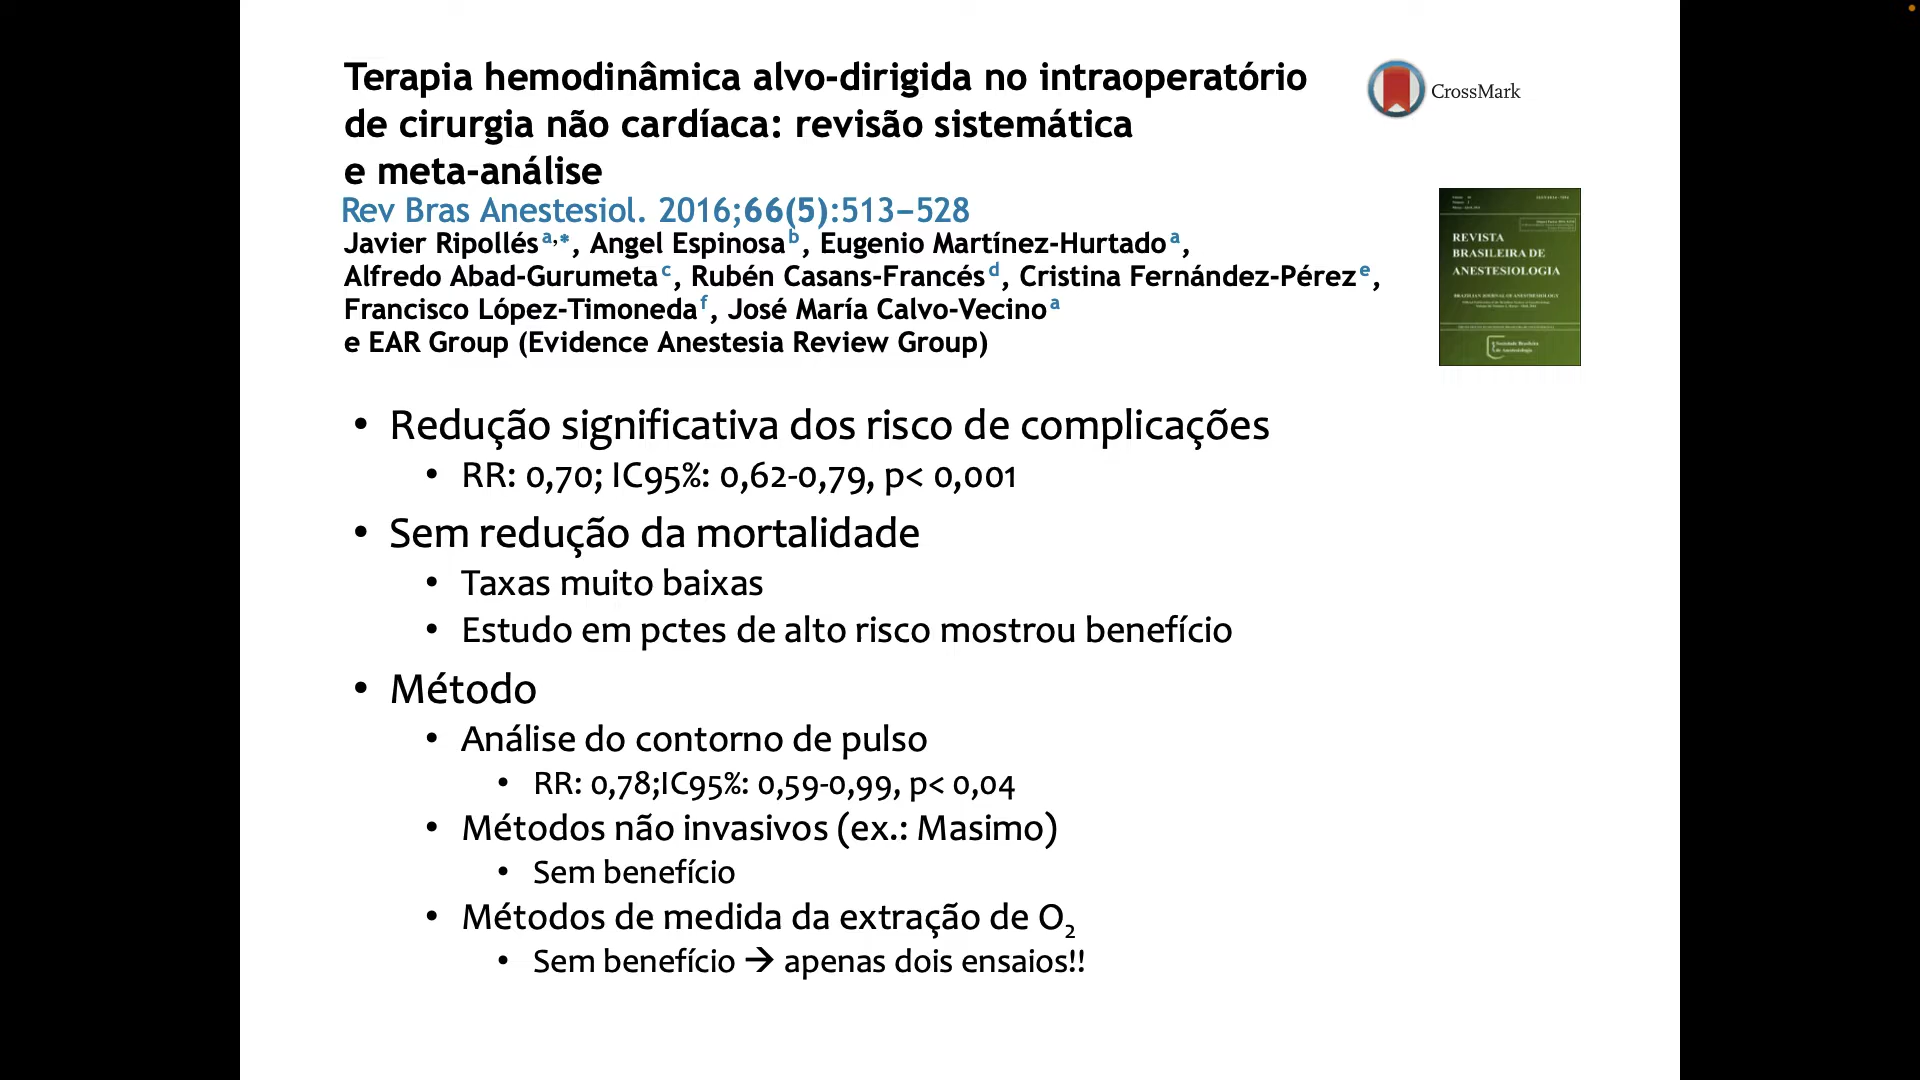 Terapia hemodinâmica alvo-dirigida no intraoperatório
de cirurgia não cardíaca: revisão sistemática
e meta-análise
Rev Bras Anestesiol. 2016;66(5):513–528
Javier Ripollés a,*, Angel Espinosa b, Eugenio Martínez-Hurtado a,
Alfredo Abad-Gurumeta c, Rubén Casans-Francés d, Cristina Fernández-Pérez e,
Francisco López-Timoneda f, José María Calvo-Vecino a
e EAR Group (Evidence Anestesia Review Group)
CrossMark
REVISTA
BRASILEIRA DE
ANESTESIOLOGIA
BRAZILIAN JOURNAL OF ANESTHESIOLOGY
• Redução significativa dos risco de complicações
• RR: 0,70; IC95%: 0,62-0,79, p< 0,001
• Sem redução da mortalidade
• Taxas muito baixas
• Estudo em pctes de alto risco mostrou benefício
• Método
• Análise do contorno de pulso
• RR: 0,78;IC95%: 0,59-0,99, p< 0,04
• Métodos não invasivos (ex.: Masimo)
• Sem benefício
• Métodos de medida da extração de O₂
• Sem benefício → apenas dois ensaios!!